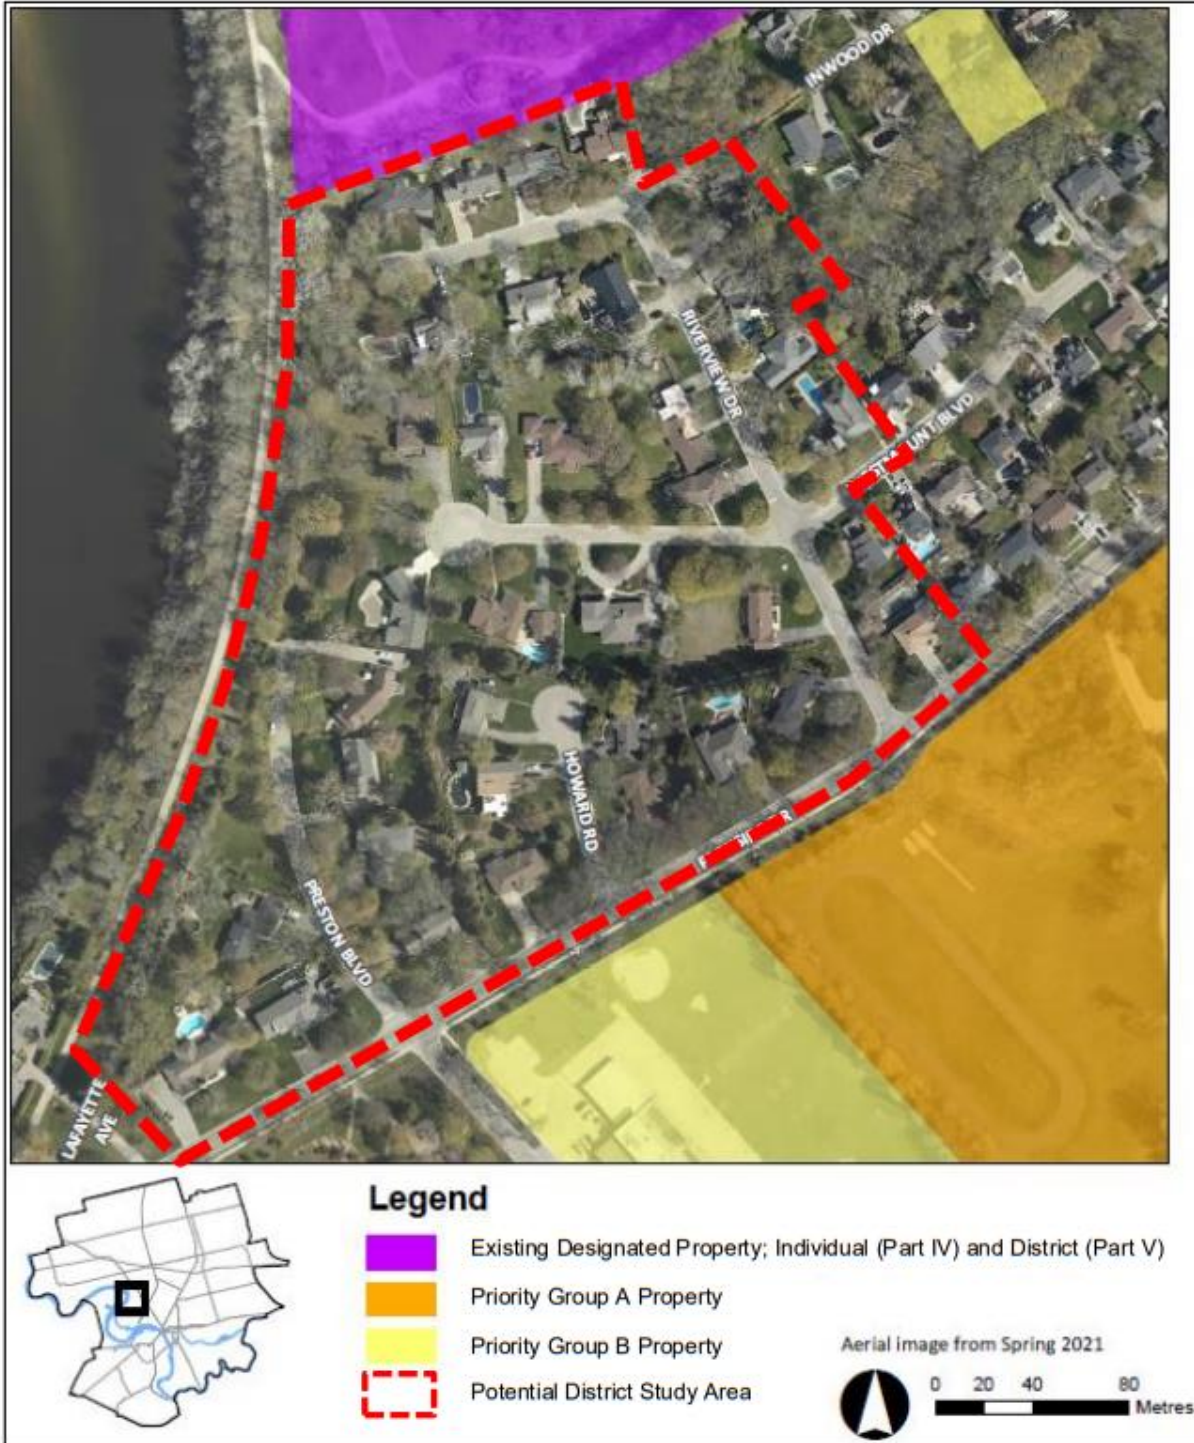 INWOOD DR
RIVERVIEW DR
UNT BLVD
HOWARD RD
PRESTON BLVD
LAFAYETTE
AVE
Legend
Existing Designated Property; Individual (Part IV) and District (Part V)
Priority Group A Property
Priority Group B Property
Potential District Study Area
Aerial image from Spring 2021
0 20 40 80
Metres